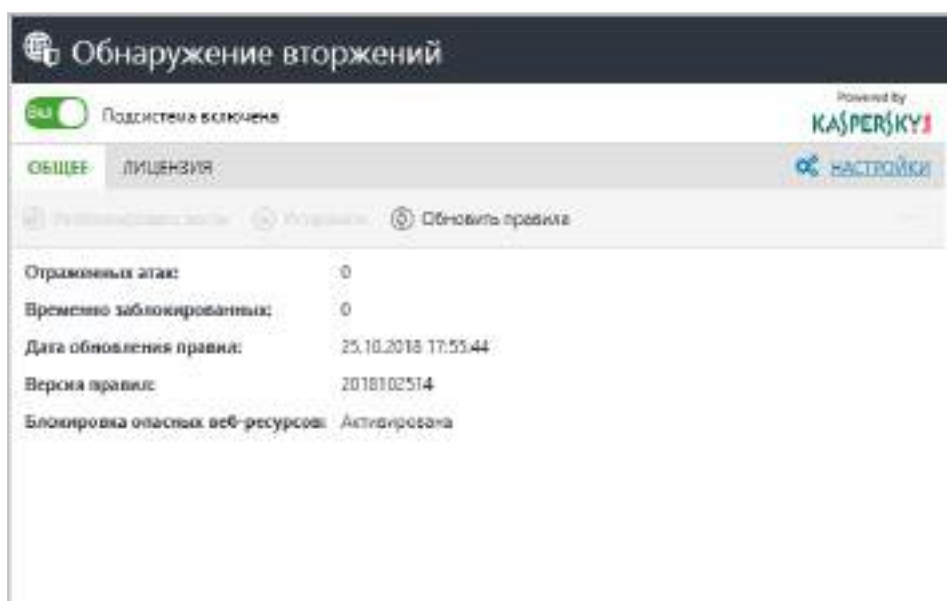 Обнаружение вторжений
Вкл
Подсистема включена
Powered By
KASPERSKY
ОБЩЕЕ
ЛИЦЕНЗИЯ
НАСТРОЙКИ
Обновить правила
Отраженных атак: 0
Временно заблокированных: 0
Дата обновления правил: 25.10.2018 17:55:44
Версия правил: 2018102514
Блокировка опасных веб-ресурсов: Активирована